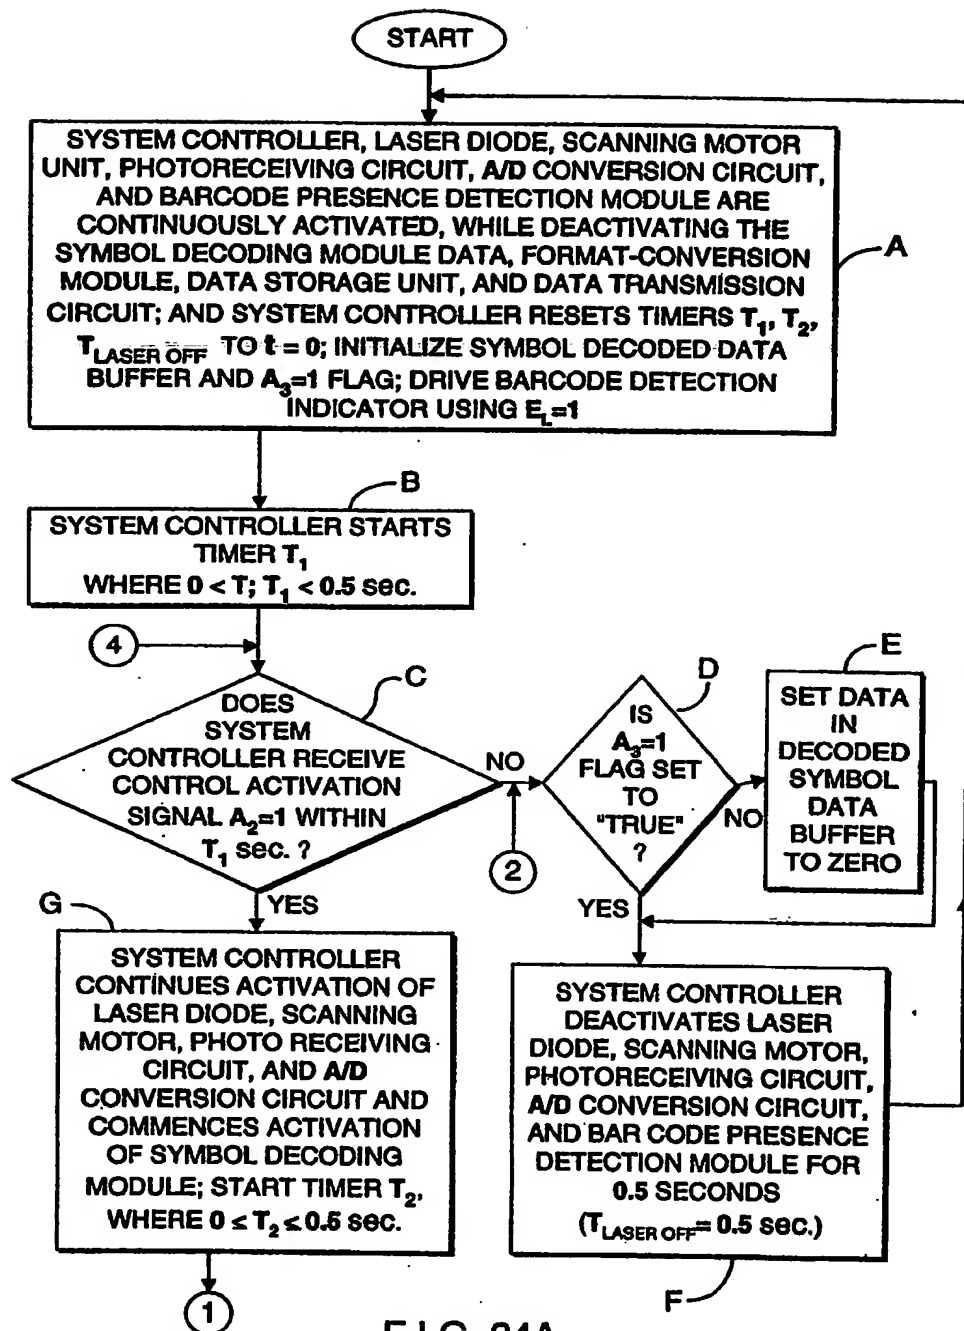 START
SYSTEM CONTROLLER, LASER DIODE, SCANNING MOTOR
UNIT, PHOTORECEIVING CIRCUIT, A/D CONVERSION CIRCUIT,
AND BARCODE PRESENCE DETECTION MODULE ARE
CONTINUOUSLY ACTIVATED, WHILE DEACTIVATING THE
SYMBOL DECODING MODULE DATA, FORMAT-CONVERSION
MODULE, DATA STORAGE UNIT, AND DATA TRANSMISSION
CIRCUIT; AND SYSTEM CONTROLLER RESETS TIMERS T1, T2,
TLASER OFF TO t = 0; INITIALIZE SYMBOL DECODED DATA
BUFFER AND A3=1 FLAG; DRIVE BARCODE DETECTION
INDICATOR USING EL=1
A
B
SYSTEM CONTROLLER STARTS
TIMER T1
WHERE 0 < T; T1 < 0.5 sec.
4
C
DOES
SYSTEM
CONTROLLER RECEIVE
CONTROL ACTIVATION
SIGNAL A2=1 WITHIN
T1 sec. ?
NO
2
D
IS
A3=1
FLAG SET
TO
"TRUE"
?
NO
E
SET DATA
IN
DECODED
SYMBOL
DATA
BUFFER
TO ZERO
YES
YES
G
SYSTEM CONTROLLER
CONTINUES ACTIVATION OF
LASER DIODE, SCANNING
MOTOR, PHOTO RECEIVING
CIRCUIT, AND A/D
CONVERSION CIRCUIT AND
COMMENCES ACTIVATION
OF SYMBOL DECODING
MODULE; START TIMER T2,
WHERE 0 ≤ T2 ≤ 0.5 sec.
1
SYSTEM CONTROLLER
DEACTIVATES LASER
DIODE, SCANNING MOTOR,
PHOTORECEIVING CIRCUIT,
A/D CONVERSION CIRCUIT,
AND BAR CODE PRESENCE
DETECTION MODULE FOR
0.5 SECONDS
(TLASER OFF= 0.5 sec.)
F